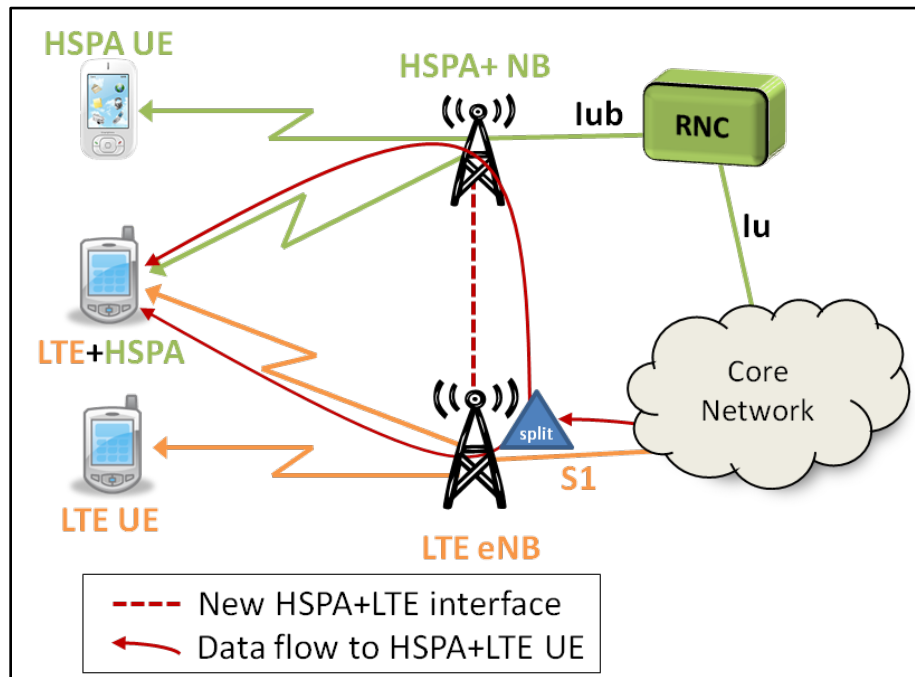 HSPA UE
HSPA+ NB
Iub
RNC
Iu
LTE+HSPA
Core
Network
split
S1
LTE UE
LTE eNB
New HSPA+LTE interface
Data flow to HSPA+LTE UE